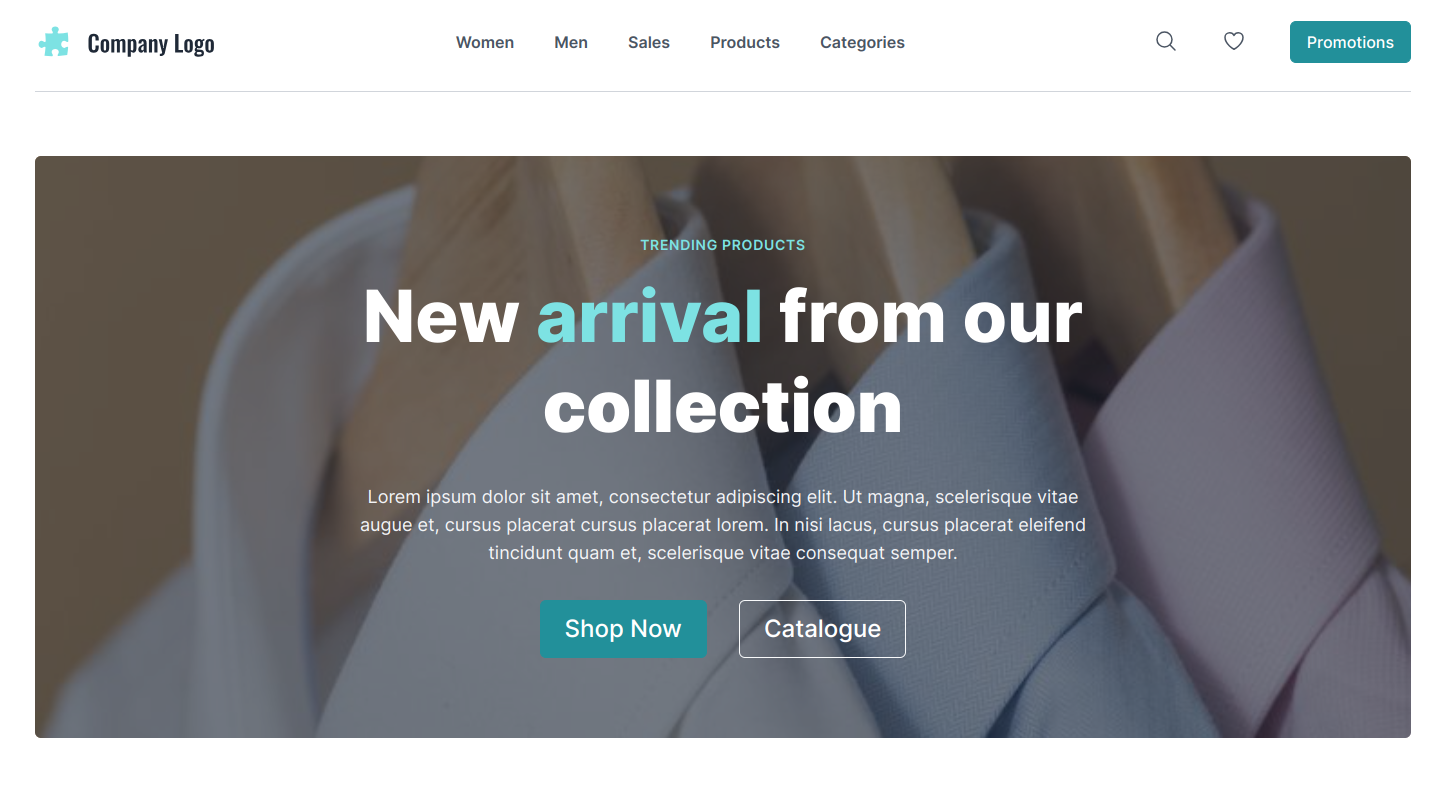 Company Logo
Women Men Sales Products Categories
Promotions
TRENDING PRODUCTS
New arrival from our
collection
Lorem ipsum dolor sit amet, consectetur adipiscing elit. Ut magna, scelerisque vitae
augue et, cursus placerat cursus placerat lorem. In nisi lacus, cursus placerat eleifend
tincidunt quam et, scelerisque vitae consequat semper.
Shop Now
Catalogue